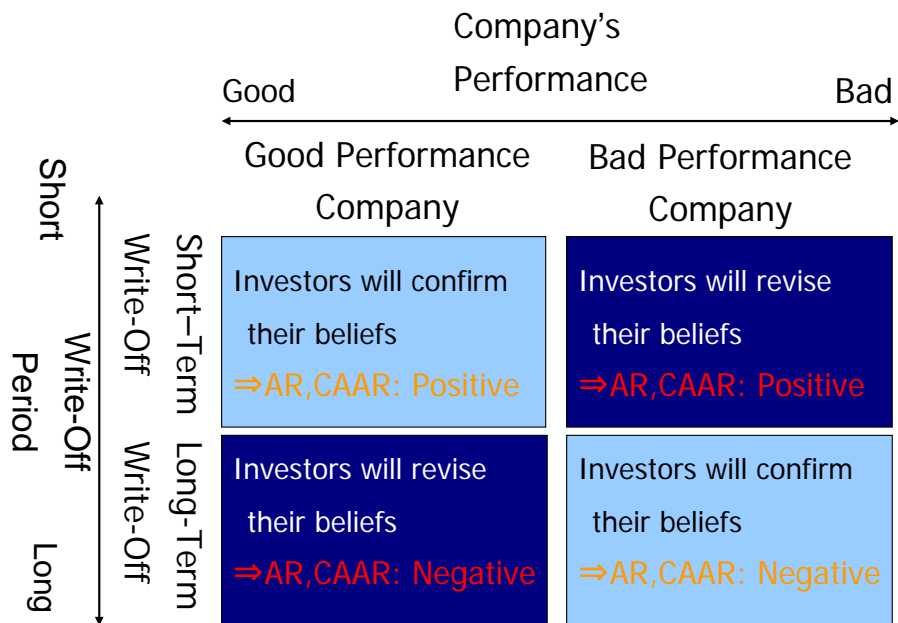 Company's
Performance
Good
Bad
Good Performance
Company
Bad Performance
Company
Short
Write-Off
Period
Long
Short–Term
Write-Off
Investors will confirm
their beliefs
⇒AR,CAAR: Positive
Investors will revise
their beliefs
⇒AR,CAAR: Positive
Long-Term
Write-Off
Investors will revise
their beliefs
⇒AR,CAAR: Negative
Investors will confirm
their beliefs
⇒AR,CAAR: Negative